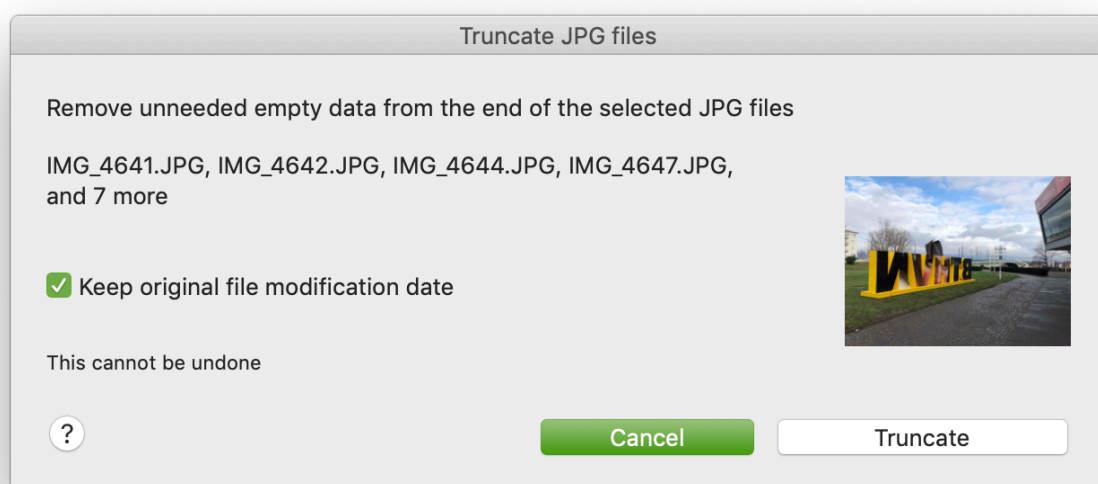 Truncate JPG files
Remove unneeded empty data from the end of the selected JPG files
IMG_4641.JPG, IMG_4642.JPG, IMG_4644.JPG, IMG_4647.JPG,
and 7 more
Keep original file modification date
This cannot be undone
?
Cancel
Truncate